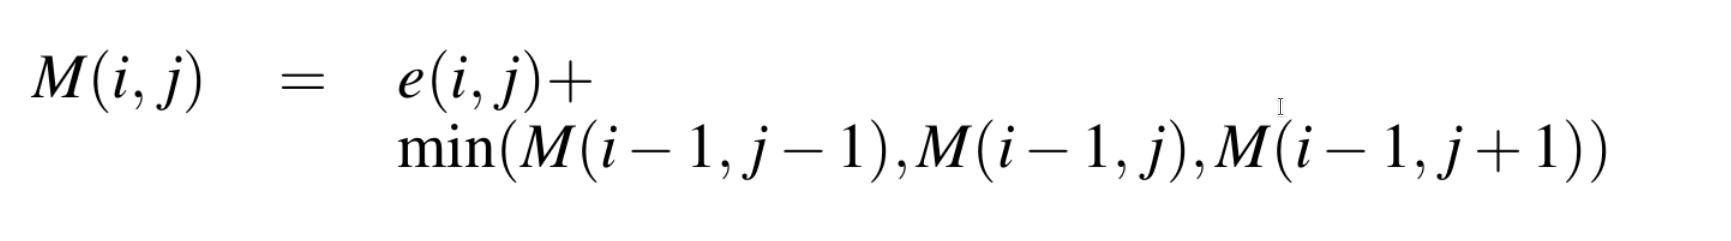 M(i, j) = e(i, j)+
min(M(i − 1, j − 1), M(i − 1, j), M(i − 1, j + 1))